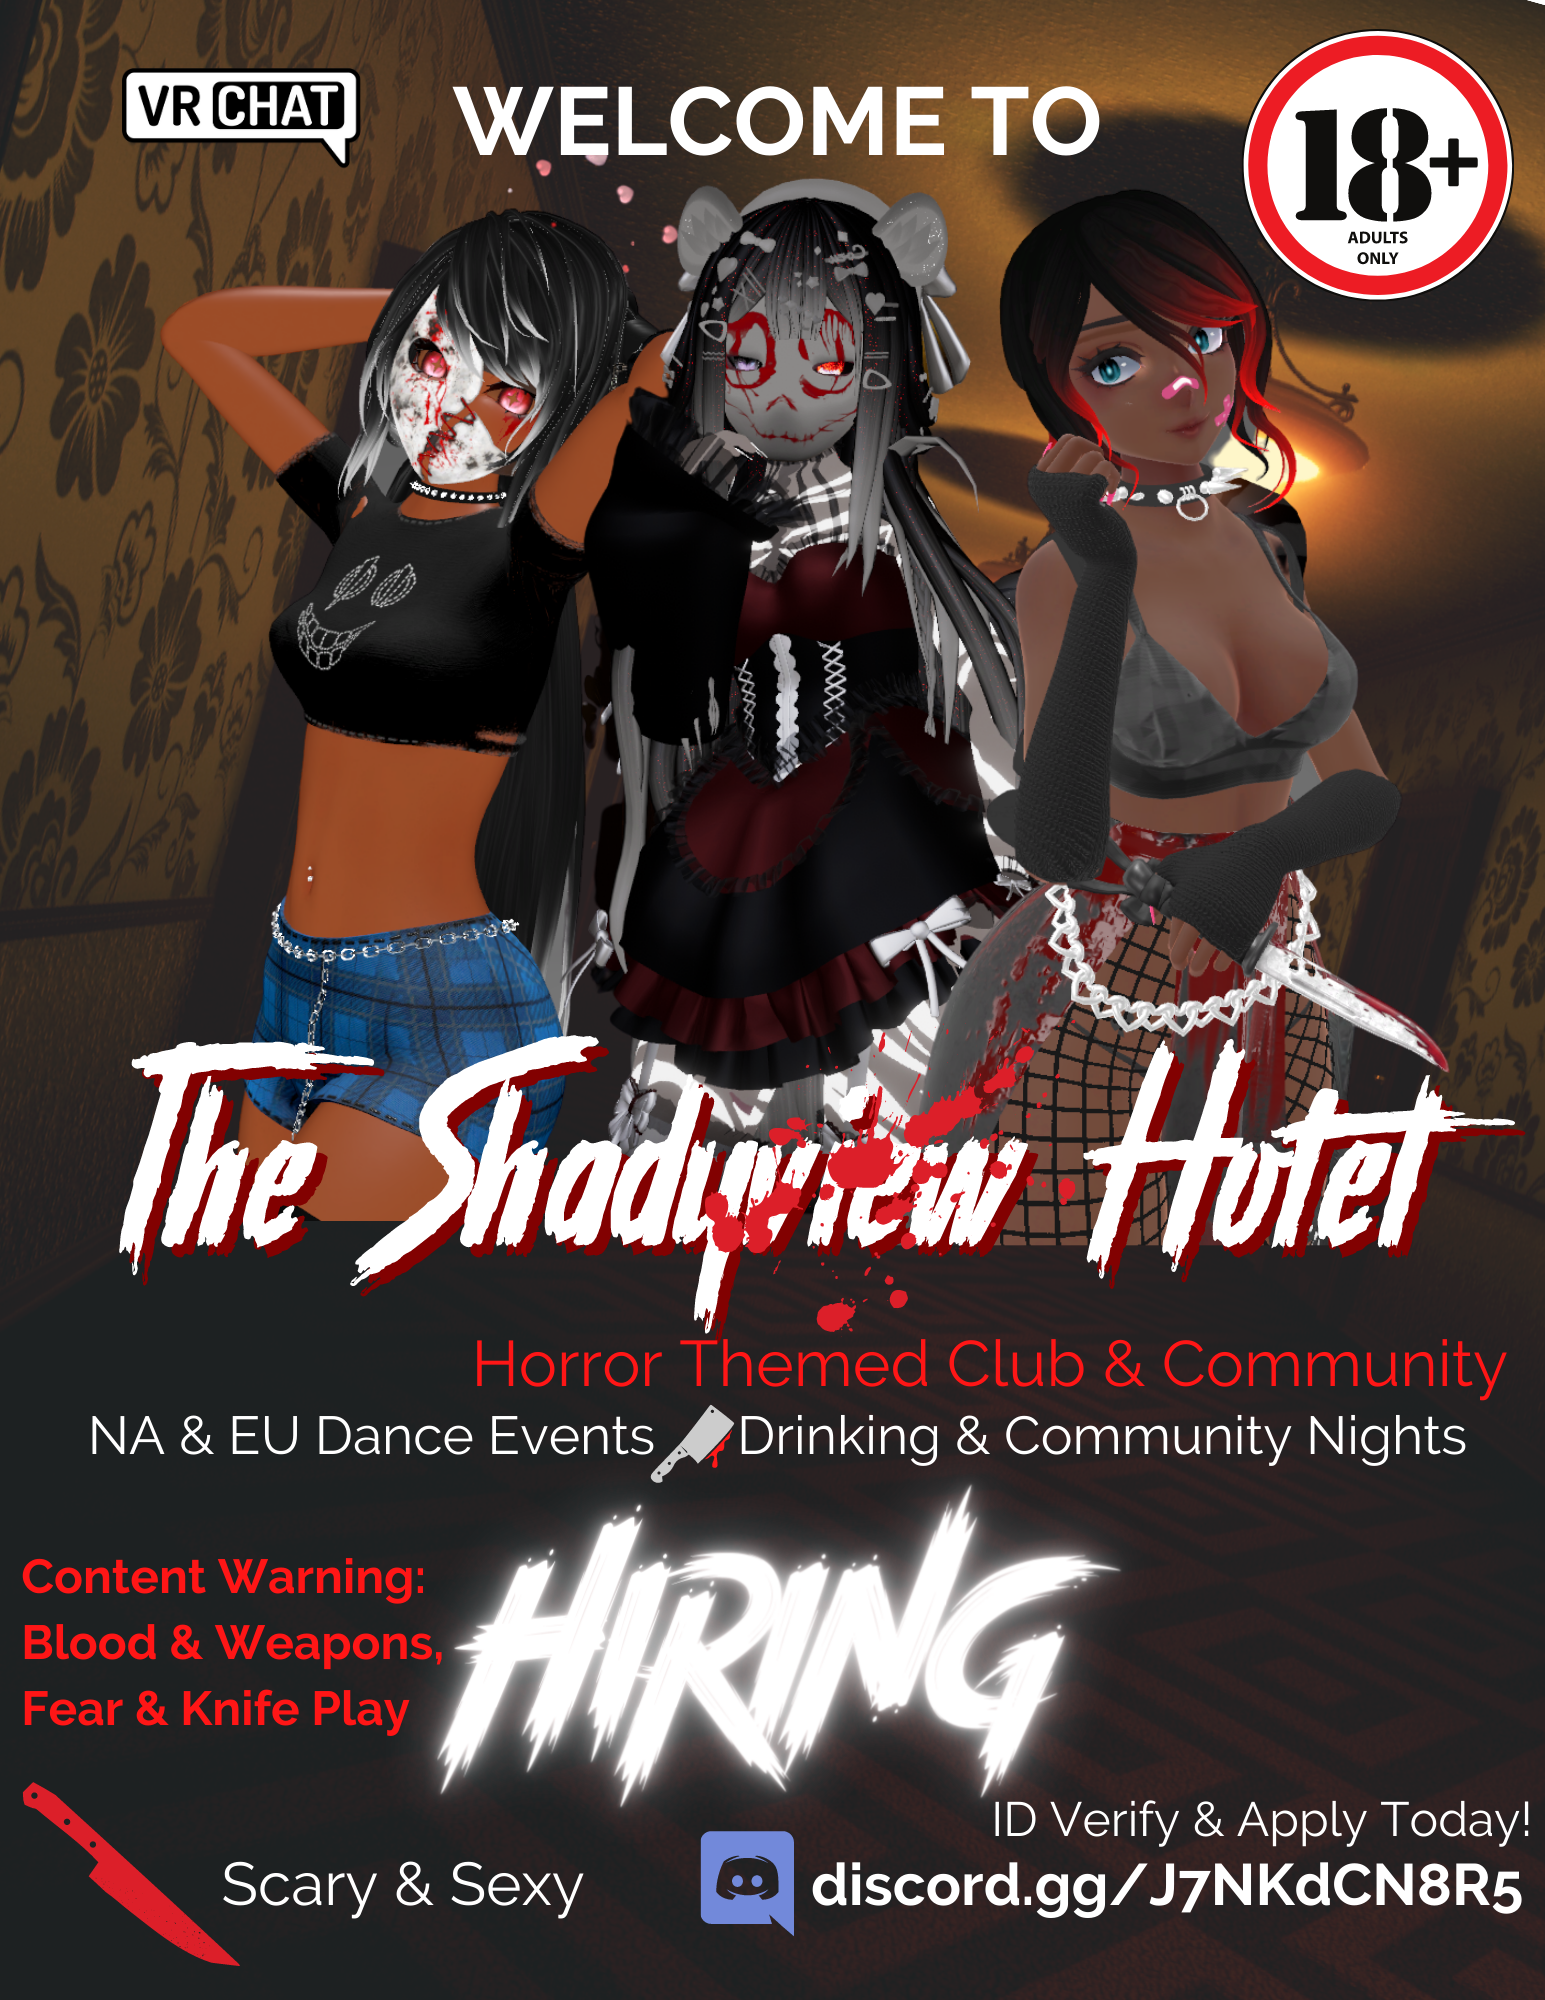 VR CHAT
WELCOME TO
18+
ADULTS
ONLY
The Shadyview Hotel
Horror Themed Club & Community
NA & EU Dance Events
Drinking & Community Nights
HIRING
Content Warning:
Blood & Weapons,
Fear & Knife Play
ID Verify & Apply Today!
Scary & Sexy
discord.gg/J7NKdCN8R5